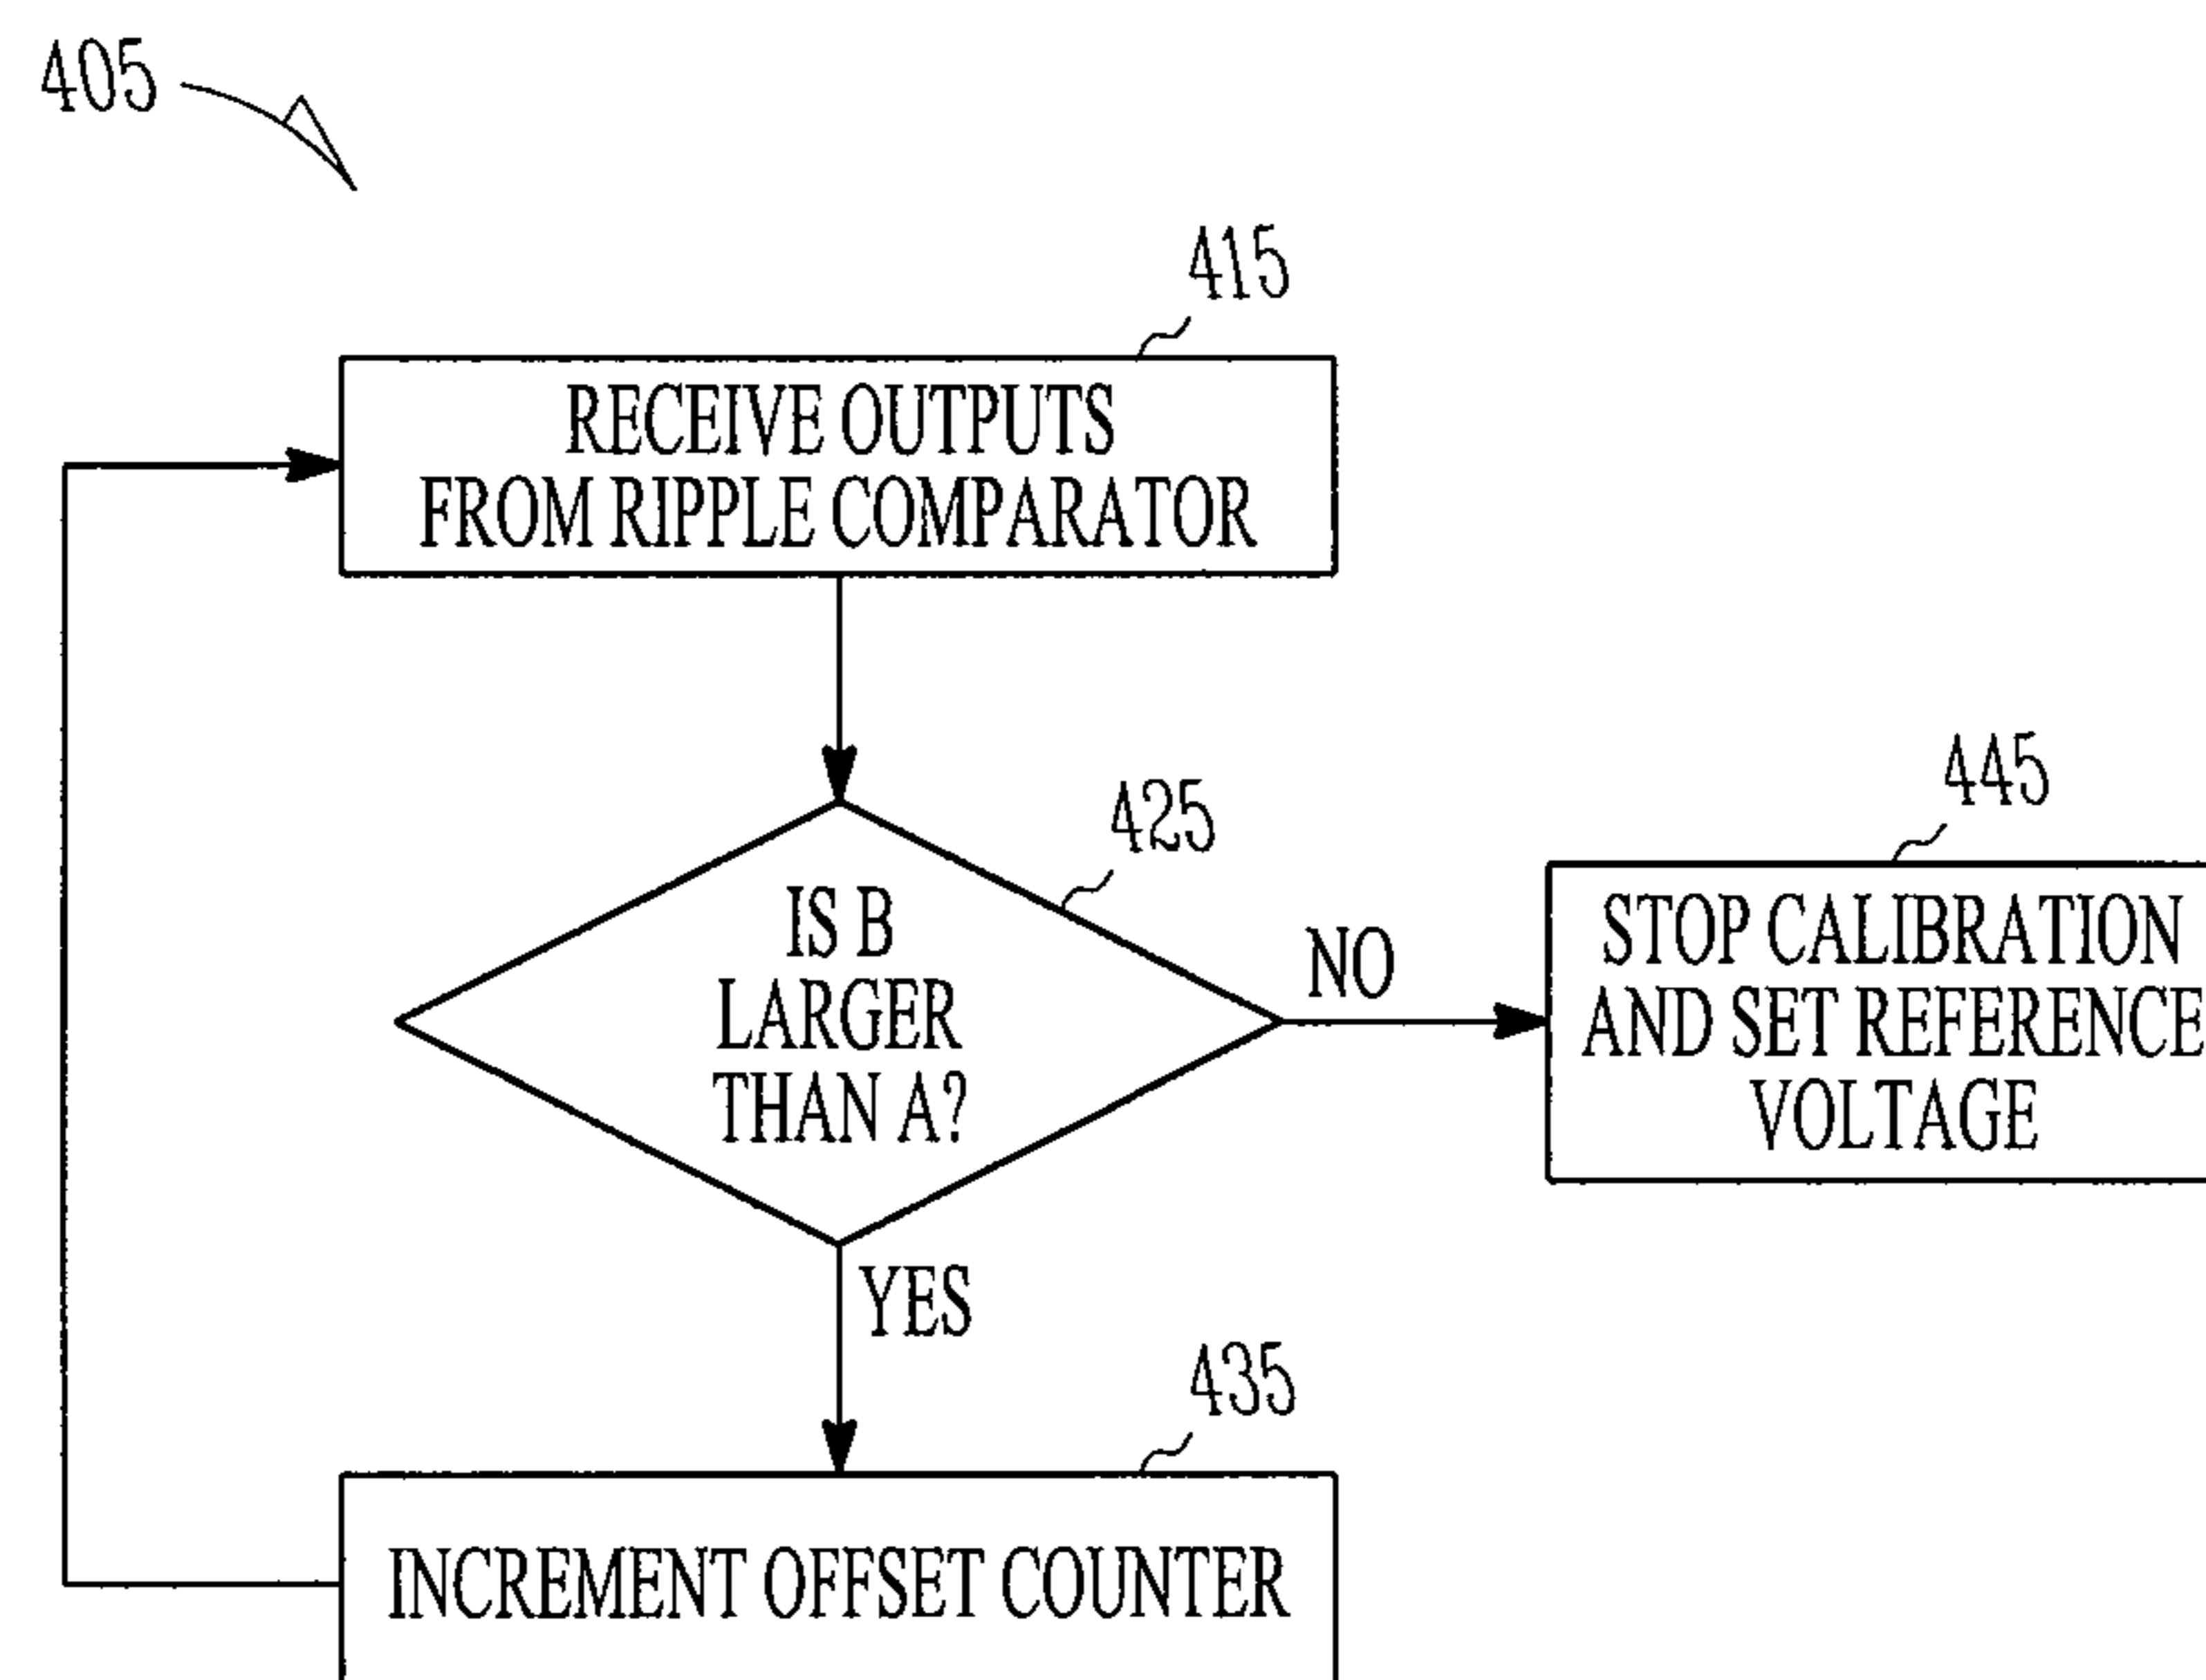 405
415
RECEIVE OUTPUTS
FROM RIPPLE COMPARATOR
425
IS B
LARGER
THAN A?
NO
445
STOP CALIBRATION
AND SET REFERENCE
VOLTAGE
YES
435
INCREMENT OFFSET COUNTER